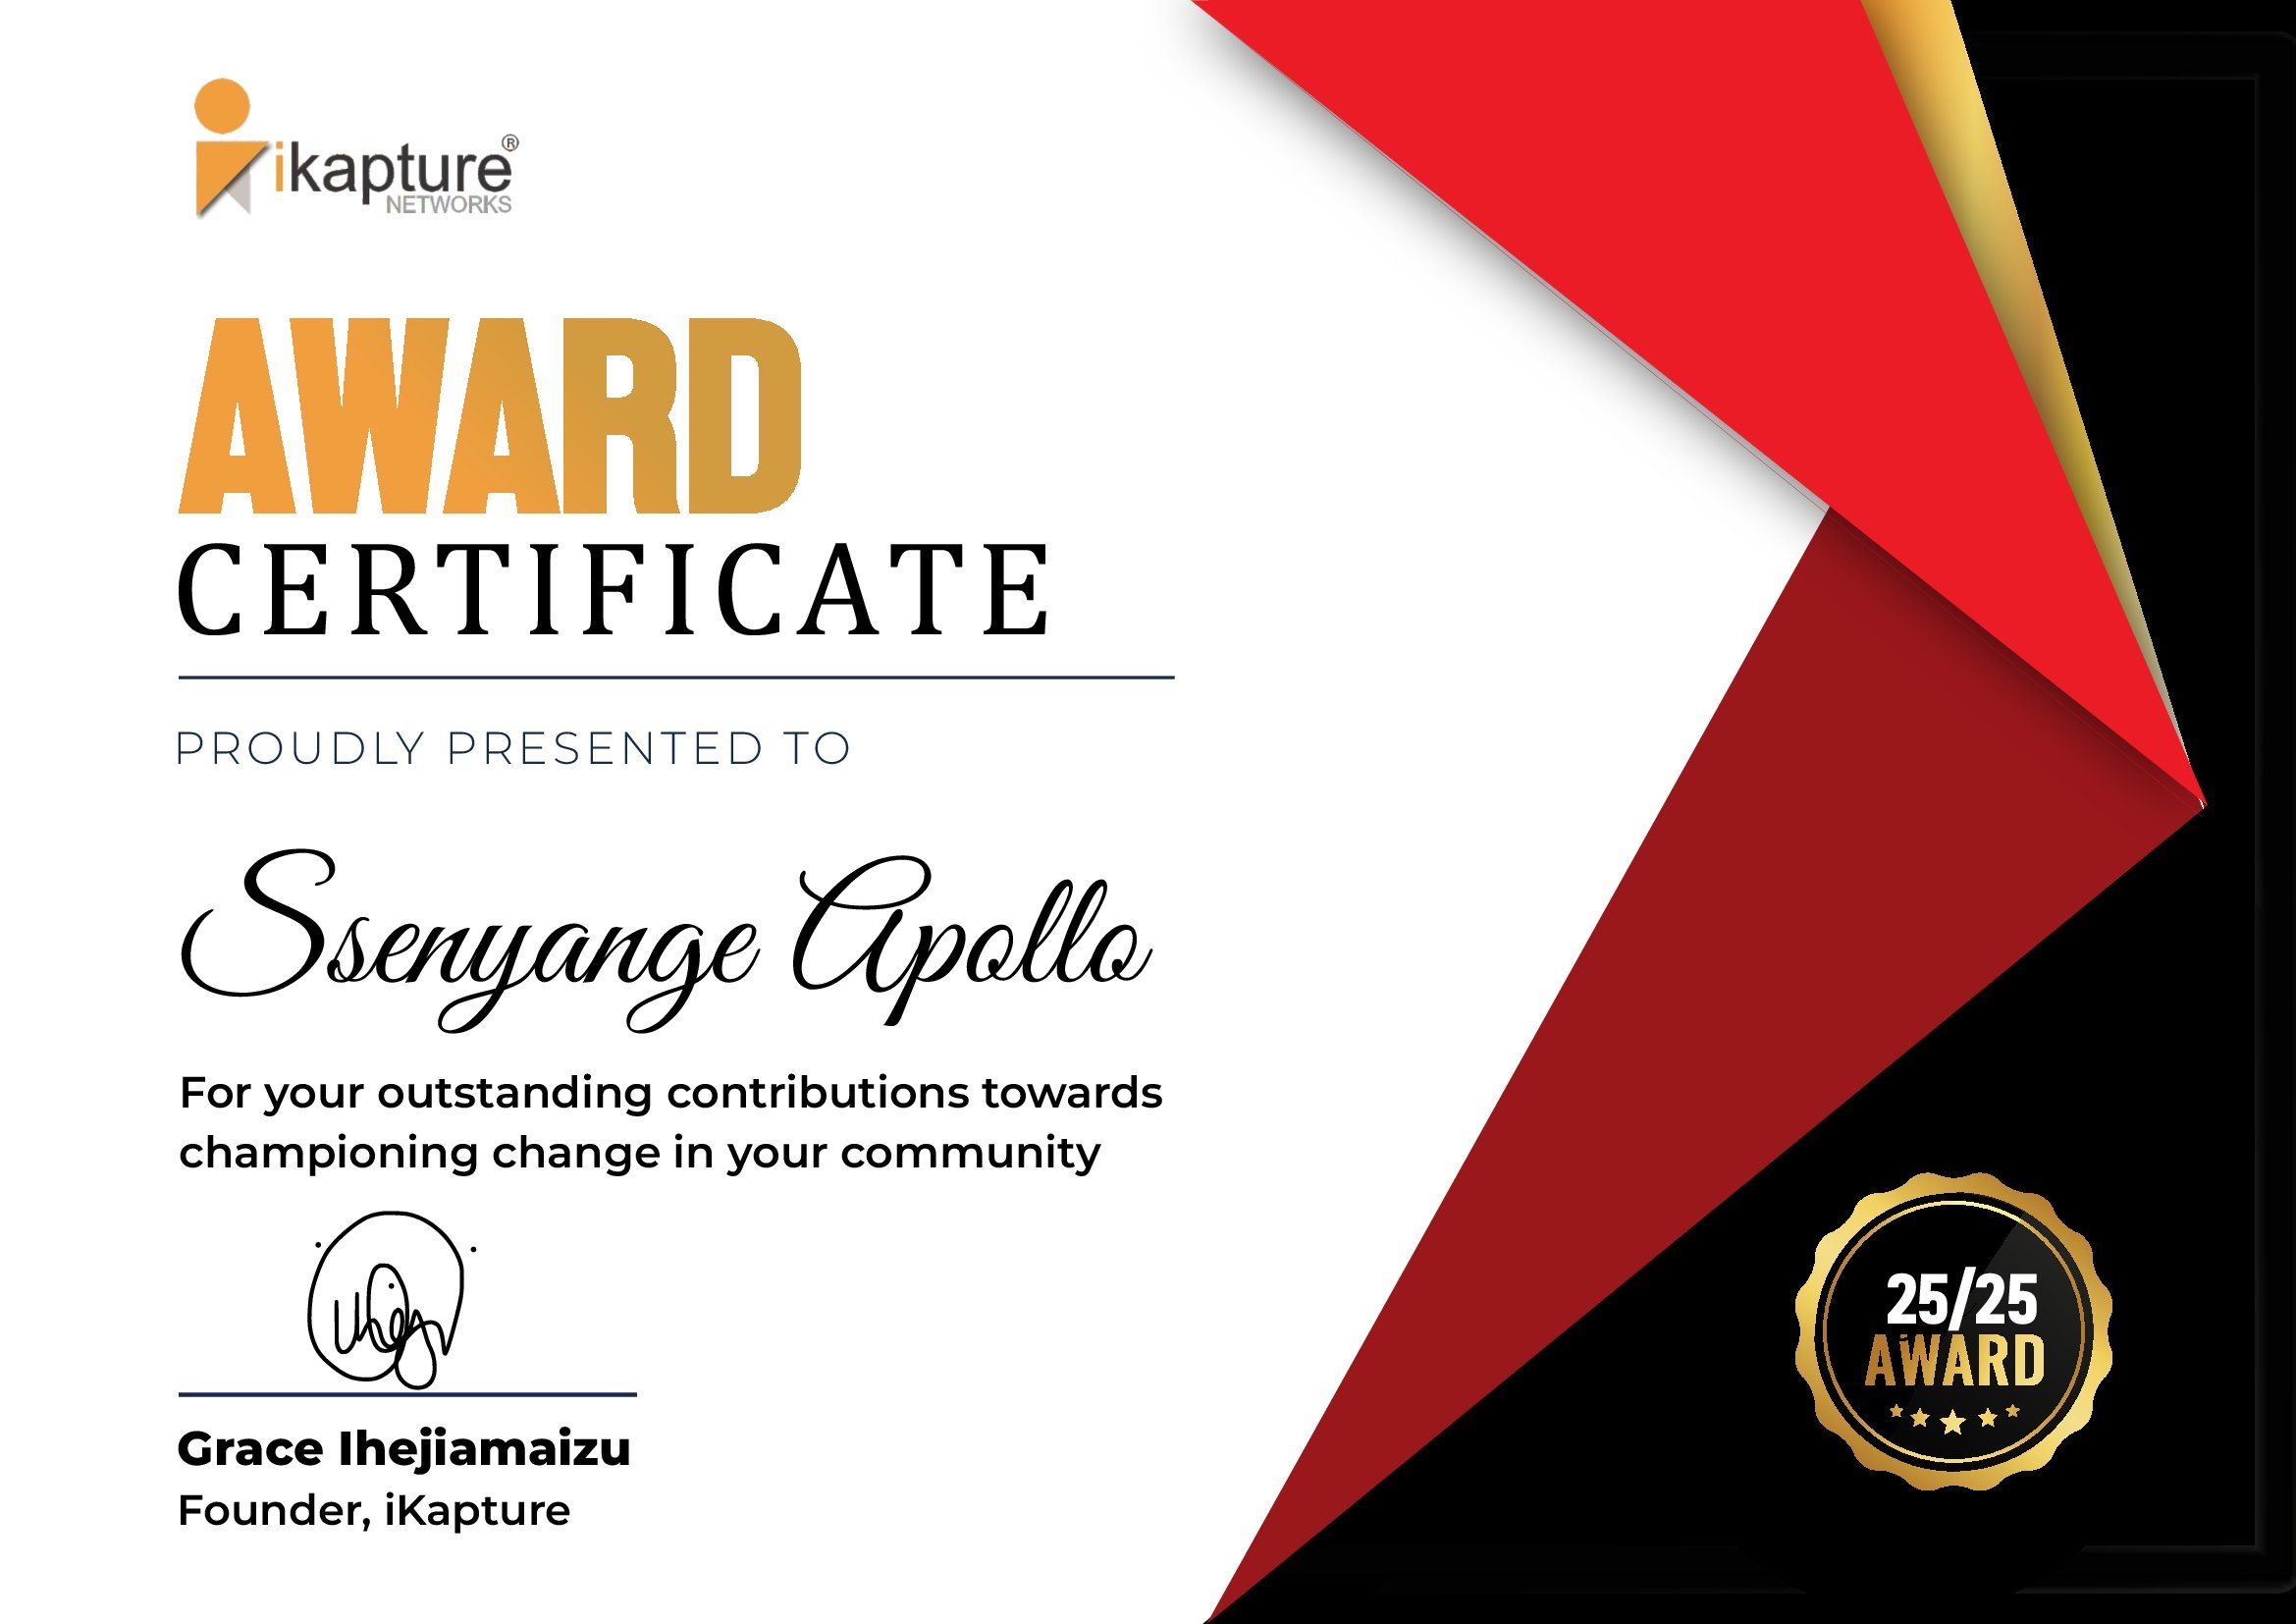 ikapture®
NETWORKS
AWARD
CERTIFICATE
PROUDLY PRESENTED TO
Ssenyange Apollo
For your outstanding contributions towards
championing change in your community
Grace Ihejiamaizu
Founder, iKapture
25/25
AWARD